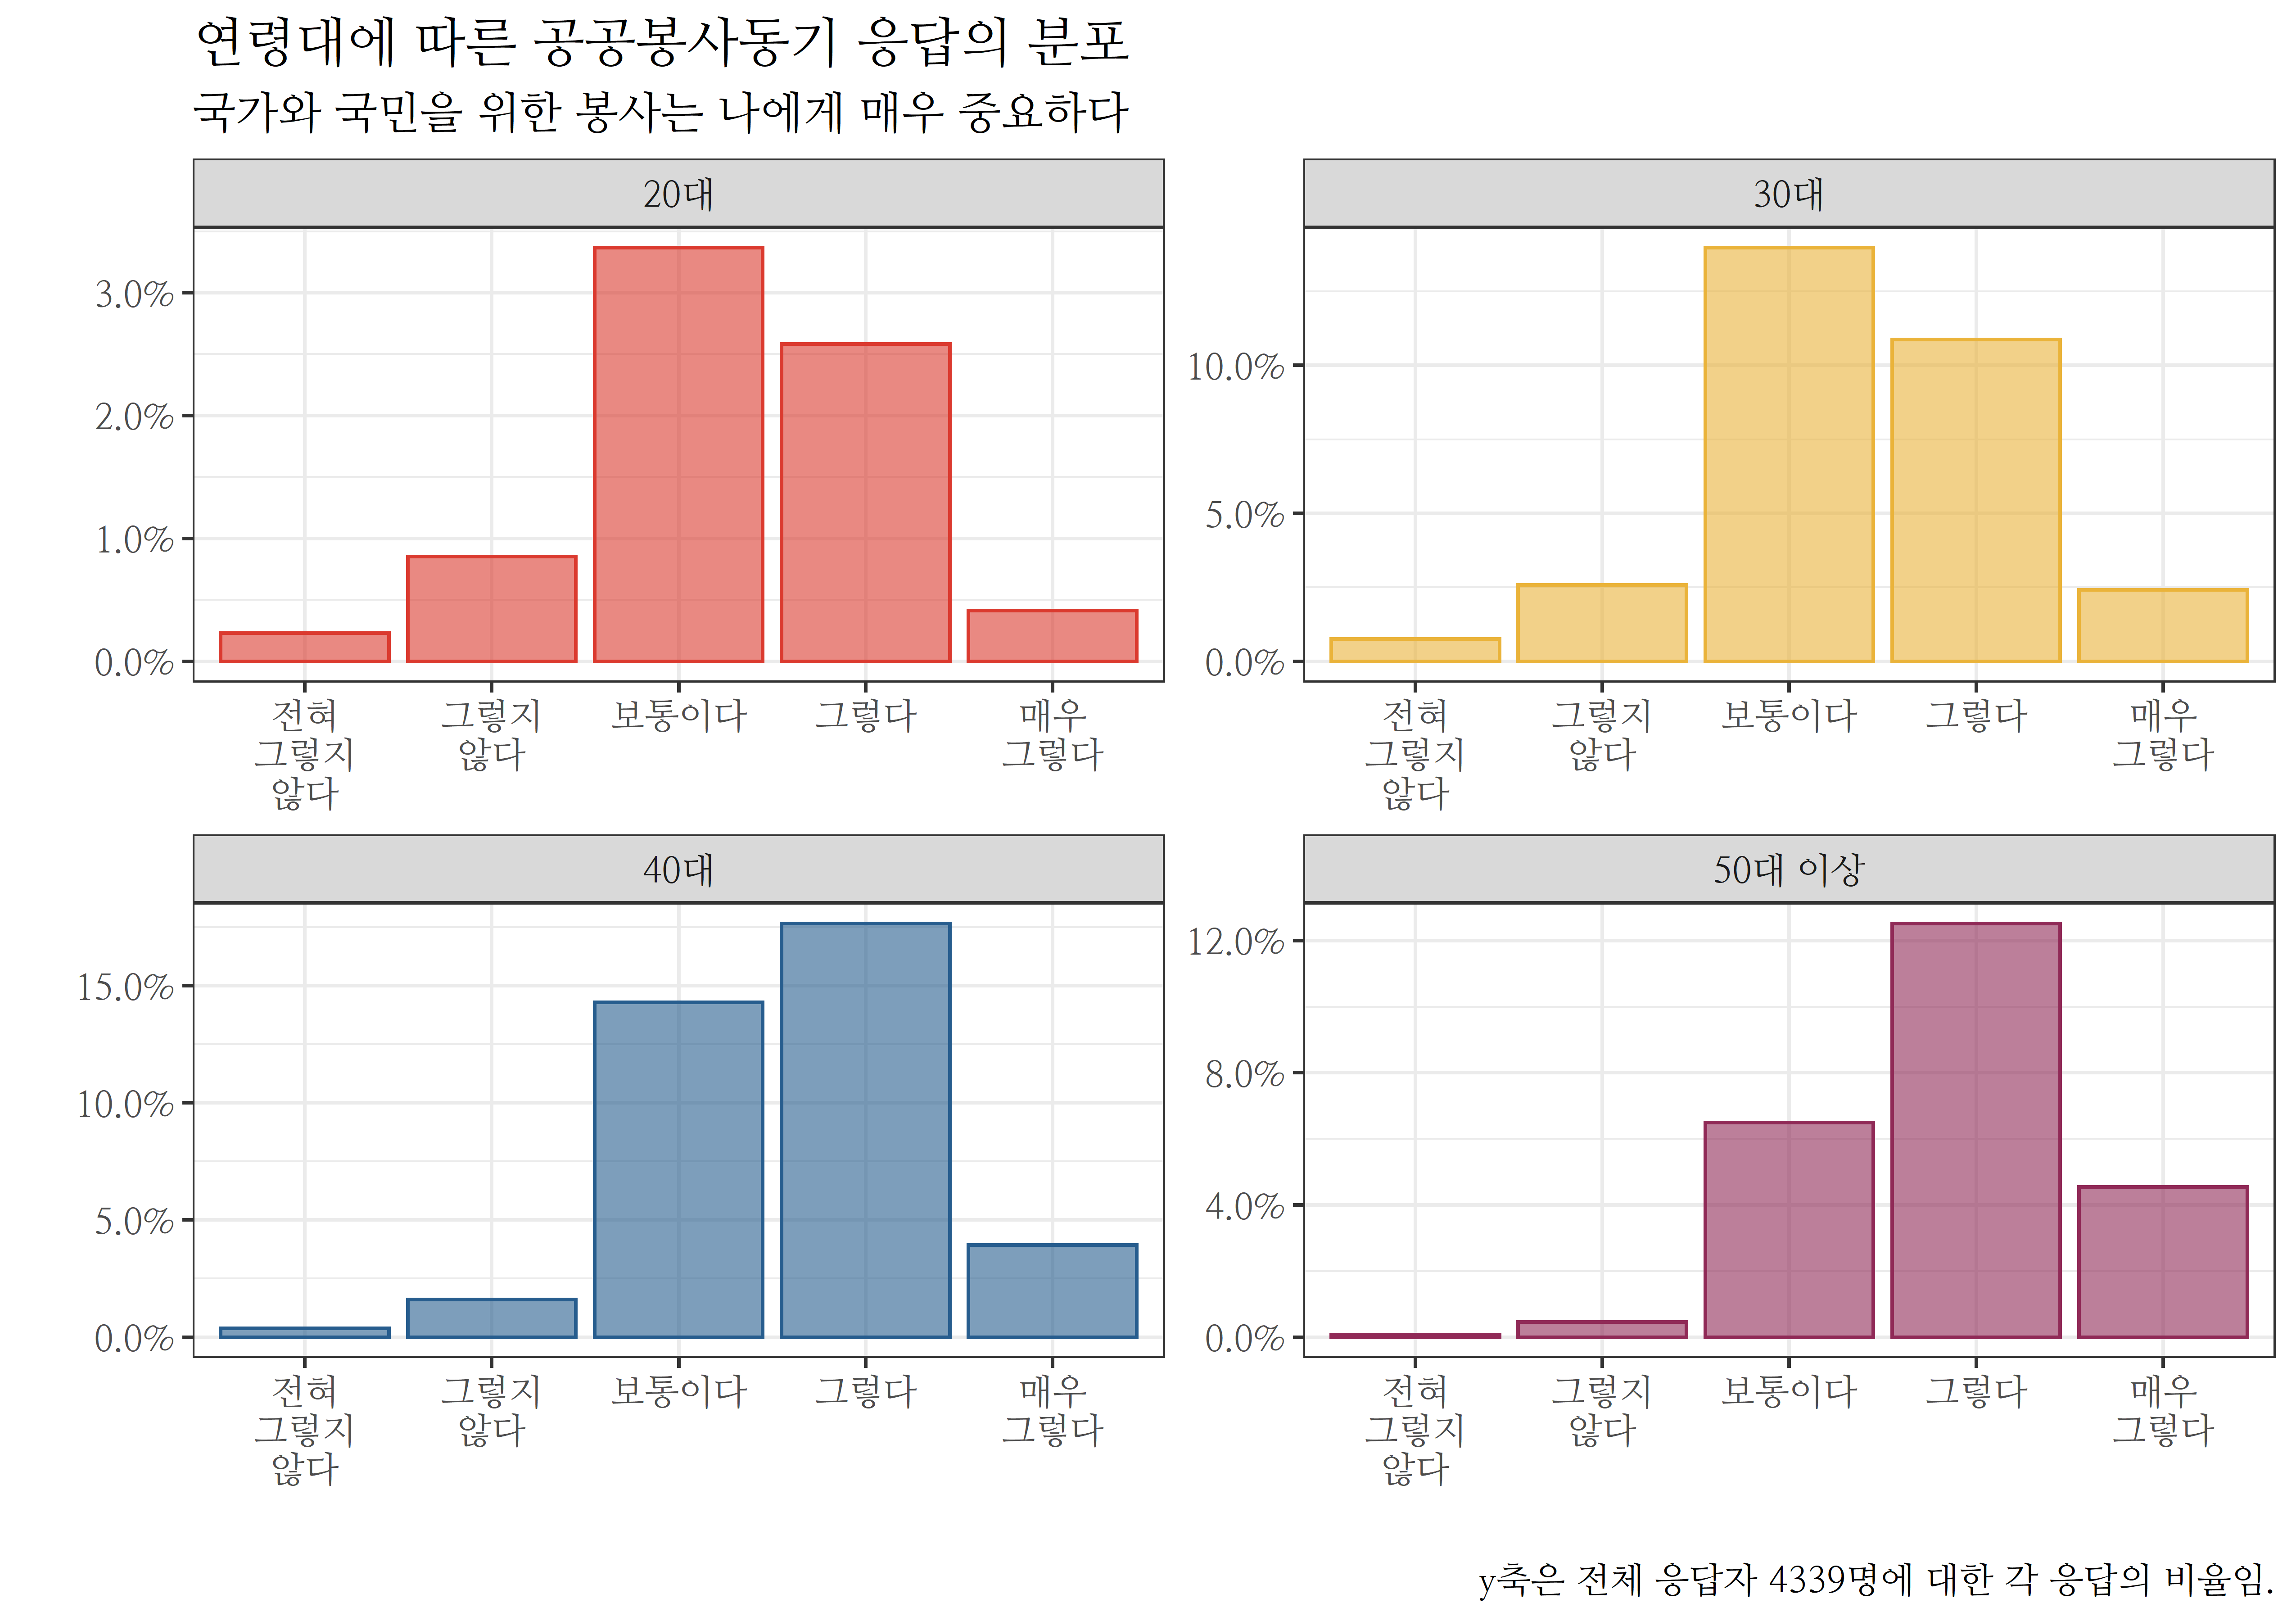 연령대에 따른 공공봉사동기 응답의 분포
국가와 국민을 위한 봉사는 나에게 매우 중요하다
20대
3.0%
2.0%
1.0%
0.0%
전혀
그렇지
않다
그렇지
않다
보통이다
그렇다
매우
그렇다
30대
10.0%
5.0%
0.0%
전혀
그렇지
않다
그렇지
않다
보통이다
그렇다
매우
그렇다
40대
15.0%
10.0%
5.0%
0.0%
전혀
그렇지
않다
그렇지
않다
보통이다
그렇다
매우
그렇다
50대 이상
12.0%
8.0%
4.0%
0.0%
전혀
그렇지
않다
그렇지
않다
보통이다
그렇다
매우
그렇다
y축은 전체 응답자 4339명에 대한 각 응답의 비율임.